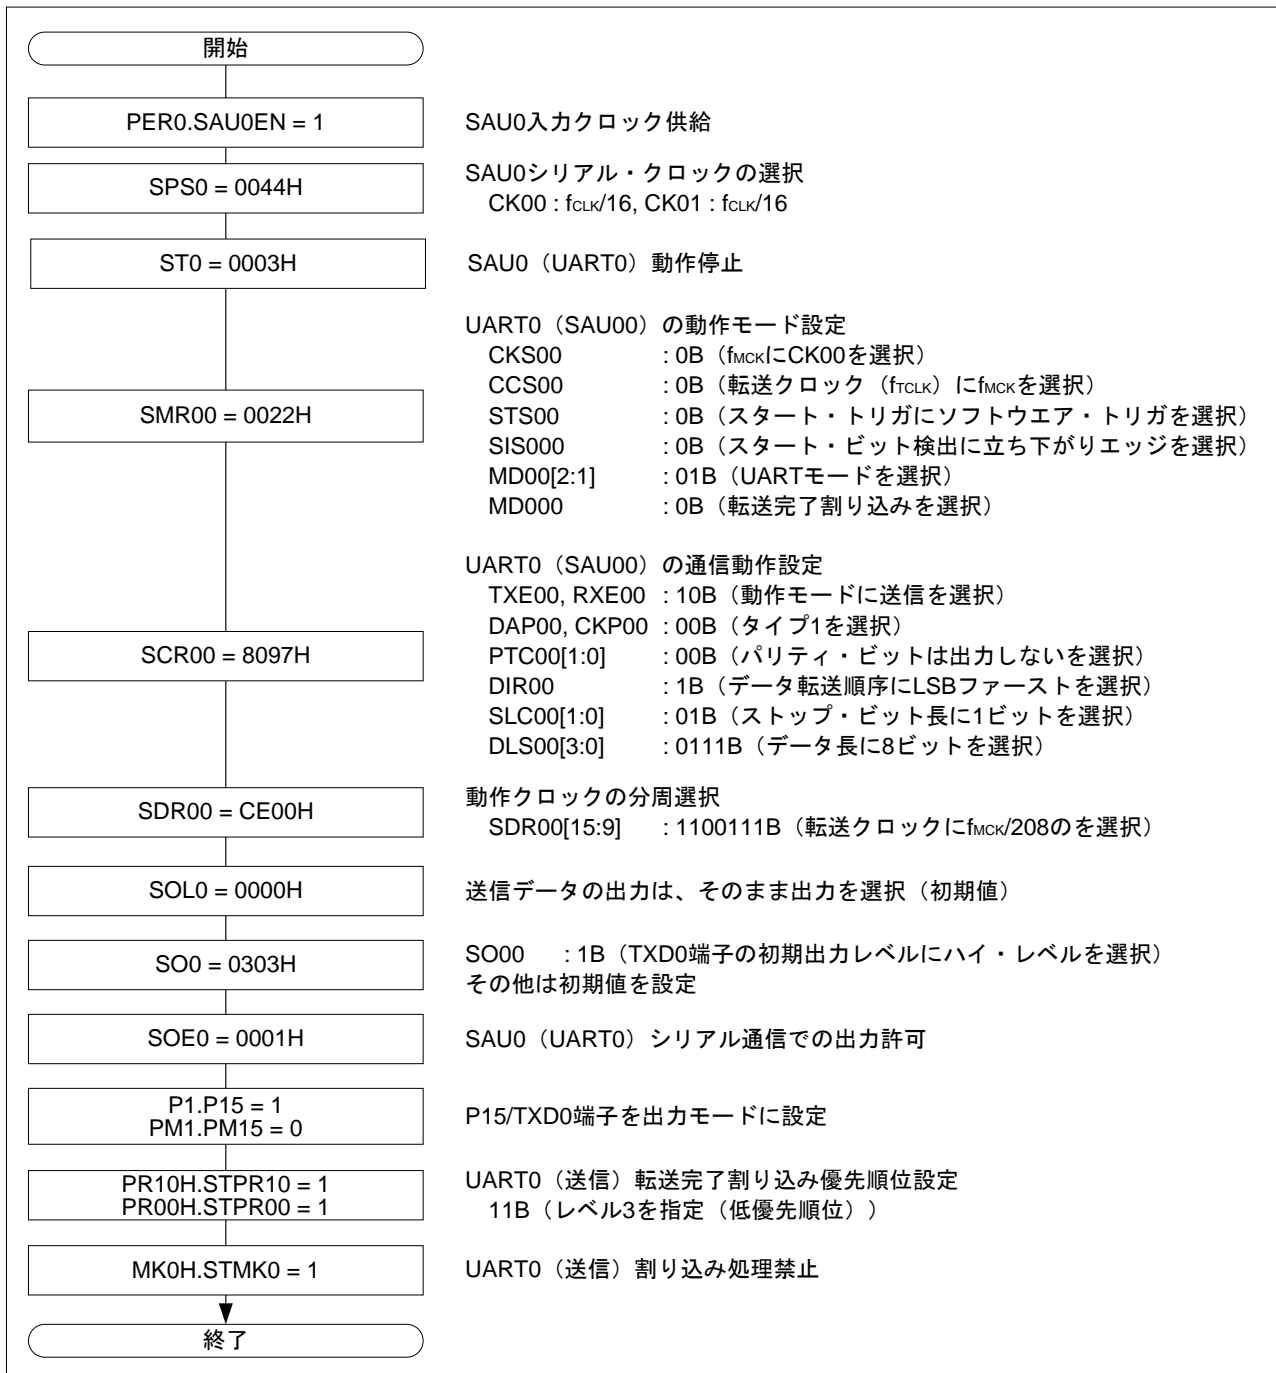 開始
PER0.SAU0EN = 1
SAU0入力クロック供給
SPS0 = 0044H
SAU0シリアル・クロックの選択
CK00 : fCLK/16, CK01 : fCLK/16
ST0 = 0003H
SAU0（UART0）動作停止
SMR00 = 0022H
UART0（SAU00）の動作モード設定
CKS00 : 0B（fMCKにCK00を選択）
CCS00 : 0B（転送クロック（fTCLK）にfMCKを選択）
STS00 : 0B（スタート・トリガにソフトウエア・トリガを選択）
SIS000 : 0B（スタート・ビット検出に立ち下がりエッジを選択）
MD00[2:1] : 01B（UARTモードを選択）
MD000 : 0B（転送完了割り込みを選択）
SCR00 = 8097H
UART0（SAU00）の通信動作設定
TXE00, RXE00 : 10B（動作モードに送信を選択）
DAP00, CKP00 : 00B（タイプ1を選択）
PTC00[1:0] : 00B（パリティ・ビットは出力しないを選択）
DIR00 : 1B（データ転送順序にLSBファーストを選択）
SLC00[1:0] : 01B（ストップ・ビット長に1ビットを選択）
DLS00[3:0] : 0111B（データ長に8ビットを選択）
SDR00 = CE00H
動作クロックの分周選択
SDR00[15:9] : 1100111B（転送クロックにfMCK/208のを選択）
SOL0 = 0000H
送信データの出力は、そのまま出力を選択（初期値）
SO0 = 0303H
SO00 : 1B（TXD0端子の初期出力レベルにハイ・レベルを選択）
その他は初期値を設定
SOE0 = 0001H
SAU0（UART0）シリアル通信での出力許可
P1.P15 = 1
PM1.PM15 = 0
P15/TXD0端子を出力モードに設定
PR10H.STPR10 = 1
PR00H.STPR00 = 1
UART0（送信）転送完了割り込み優先順位設定
11B（レベル3を指定（低優先順位））
MK0H.STMK0 = 1
UART0（送信）割り込み処理禁止
終了